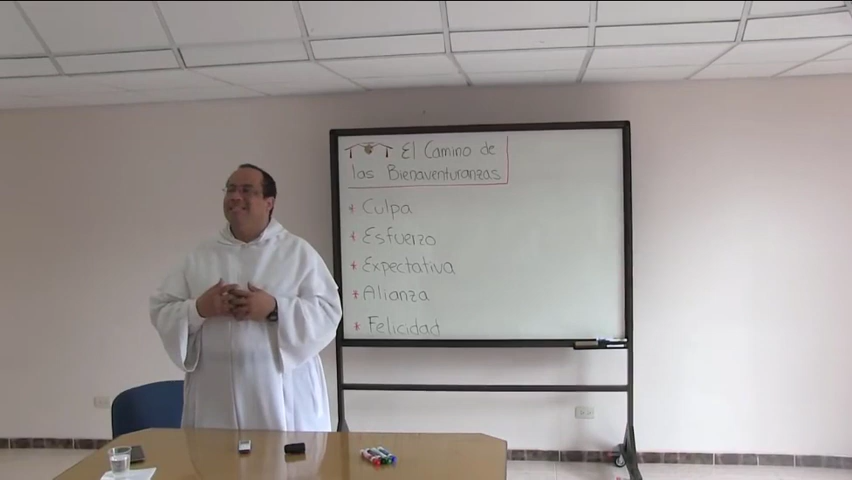 El Camino de
las Bienaventuranzas
* Culpa
* Esfuerzo
* Expectativa
* Alianza
* Felicidad